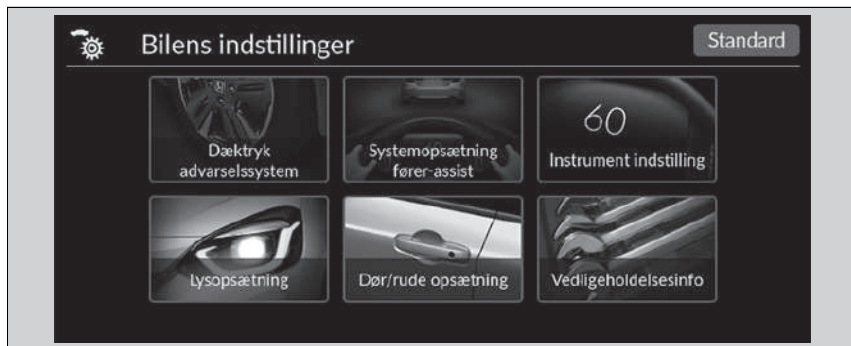 Bilens indstillinger
Standard
Dæktryk
advarselssystem
Systemopsætning
fører-assist
60
Instrument indstilling
Lysopsætning
Dør/rude opsætning
Vedligeholdelsesinfo